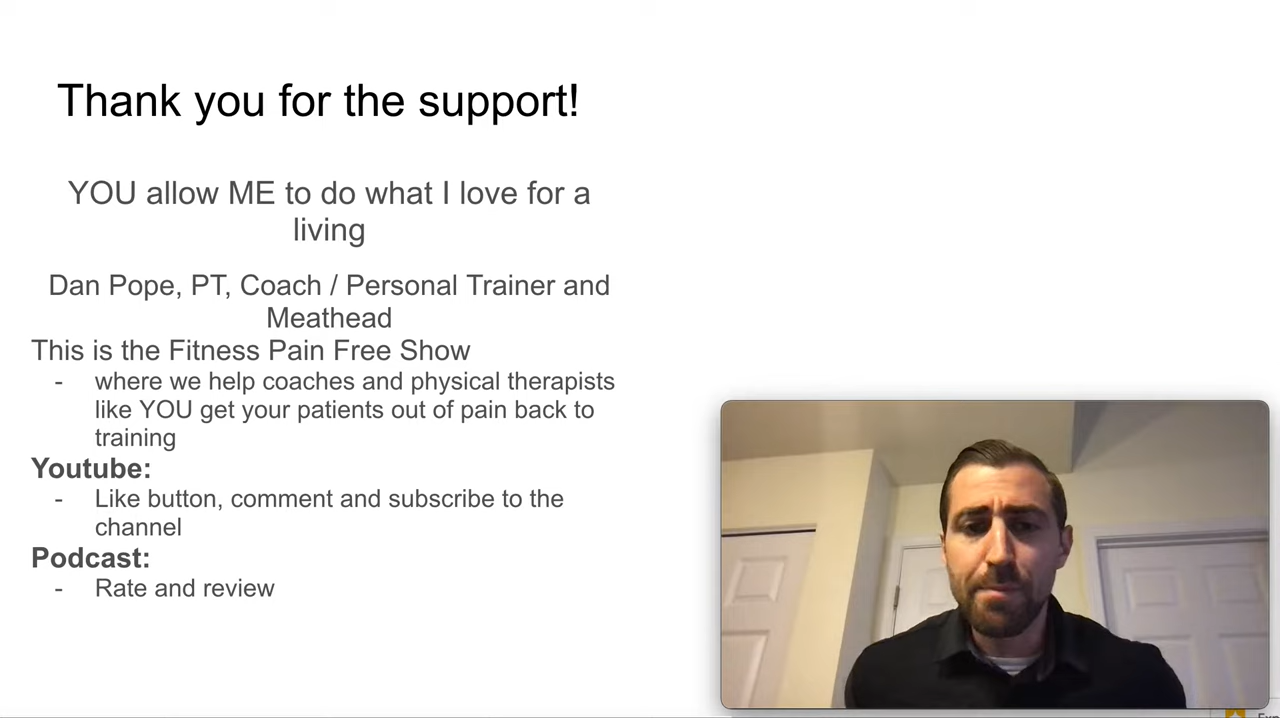 Thank you for the support!
YOU allow ME to do what I love for a
living
Dan Pope, PT, Coach / Personal Trainer and
Meathead
This is the Fitness Pain Free Show
- where we help coaches and physical therapists
like YOU get your patients out of pain back to
training
Youtube:
- Like button, comment and subscribe to the
channel
Podcast:
- Rate and review